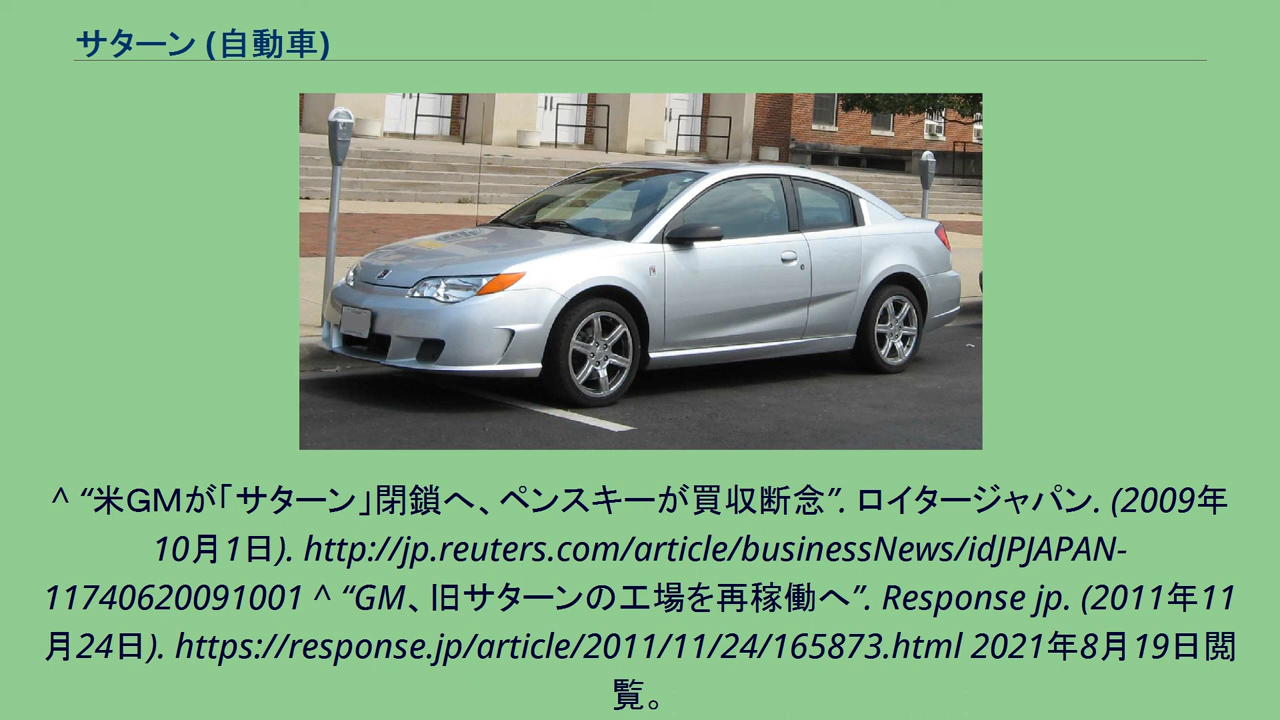 サターン (自動車)
^ “米GMが「サターン」閉鎖へ、ペンスキーが買収断念”. ロイタージャパン. (2009年
10月1日). http://jp.reuters.com/article/businessNews/idJPJAPAN-
11740620091001 ^ “GM、旧サターンの工場を再稼働へ”. Response jp. (2011年11
月24日). https://response.jp/article/2011/11/24/165873.html 2021年8月19日閲
覧。